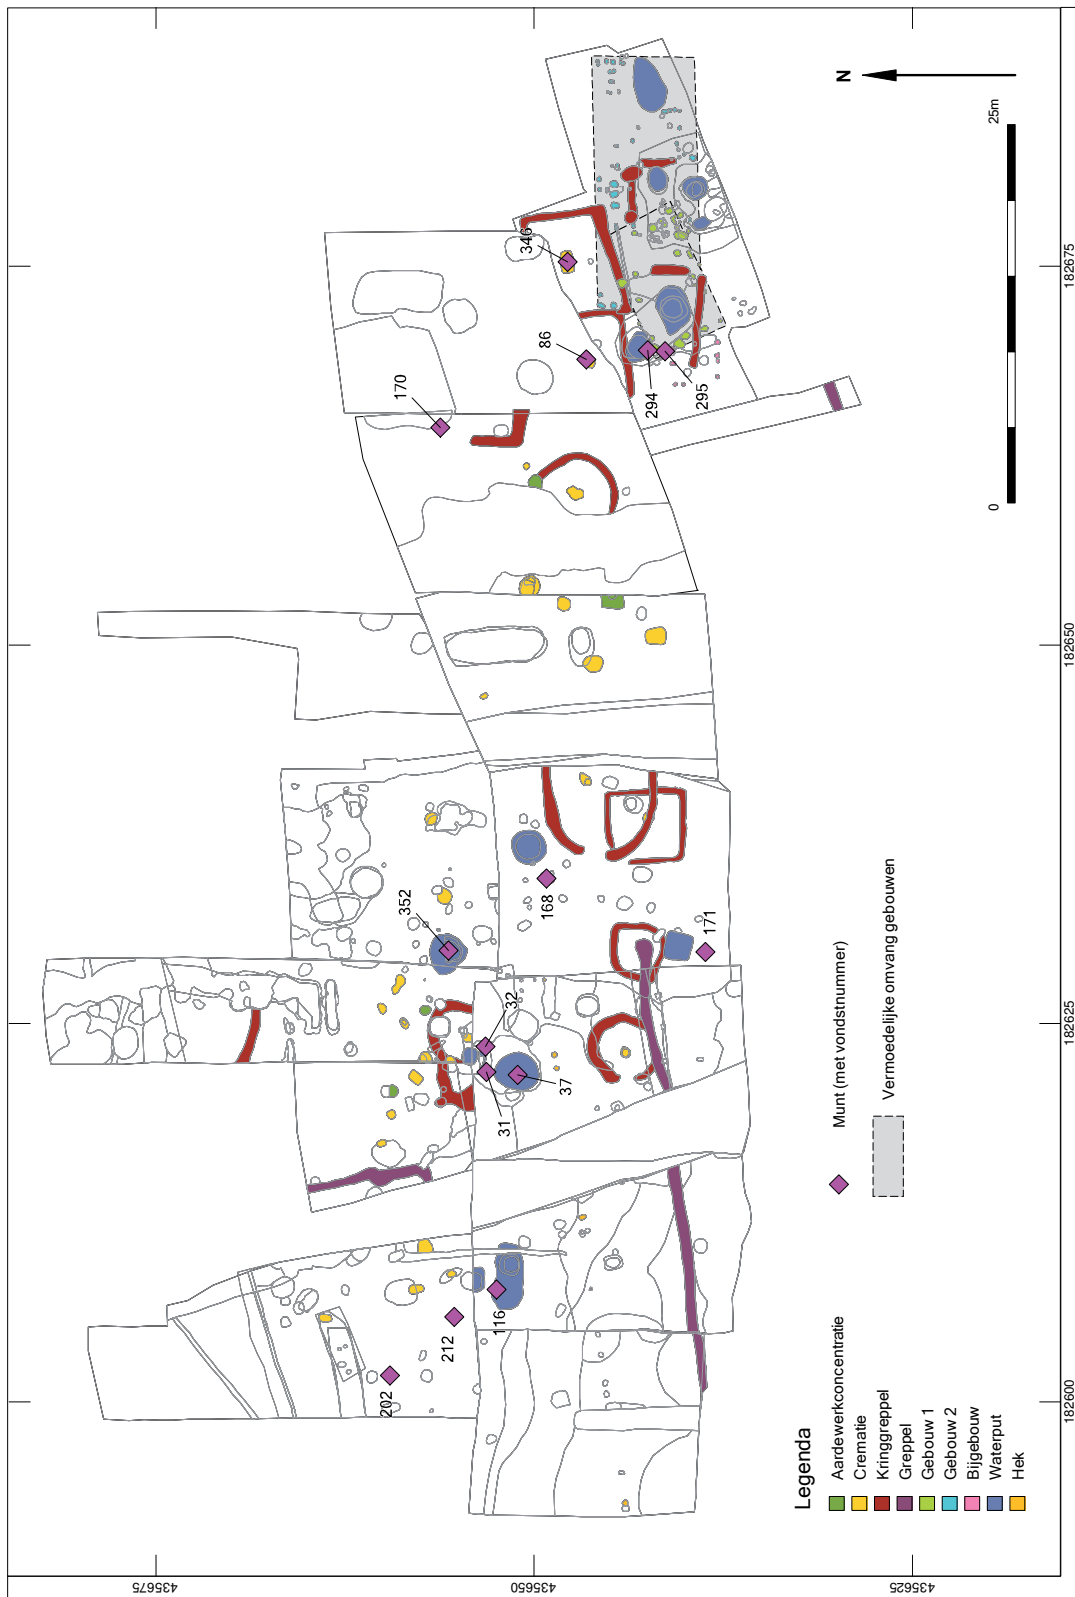 346
86
170
294
295
352
168
171
32
31
37
116
212
202
N
25m
0
Munt (met vondstnummer)
Vermoedelijke omvang gebouwen
Legenda
Aardewerkconcentratie
Crematie
Kringgreppel
Greppel
Gebouw 1
Gebouw 2
Bijgebouw
Waterput
Hek
182675
182650
182625
182600
435675
435650
435625